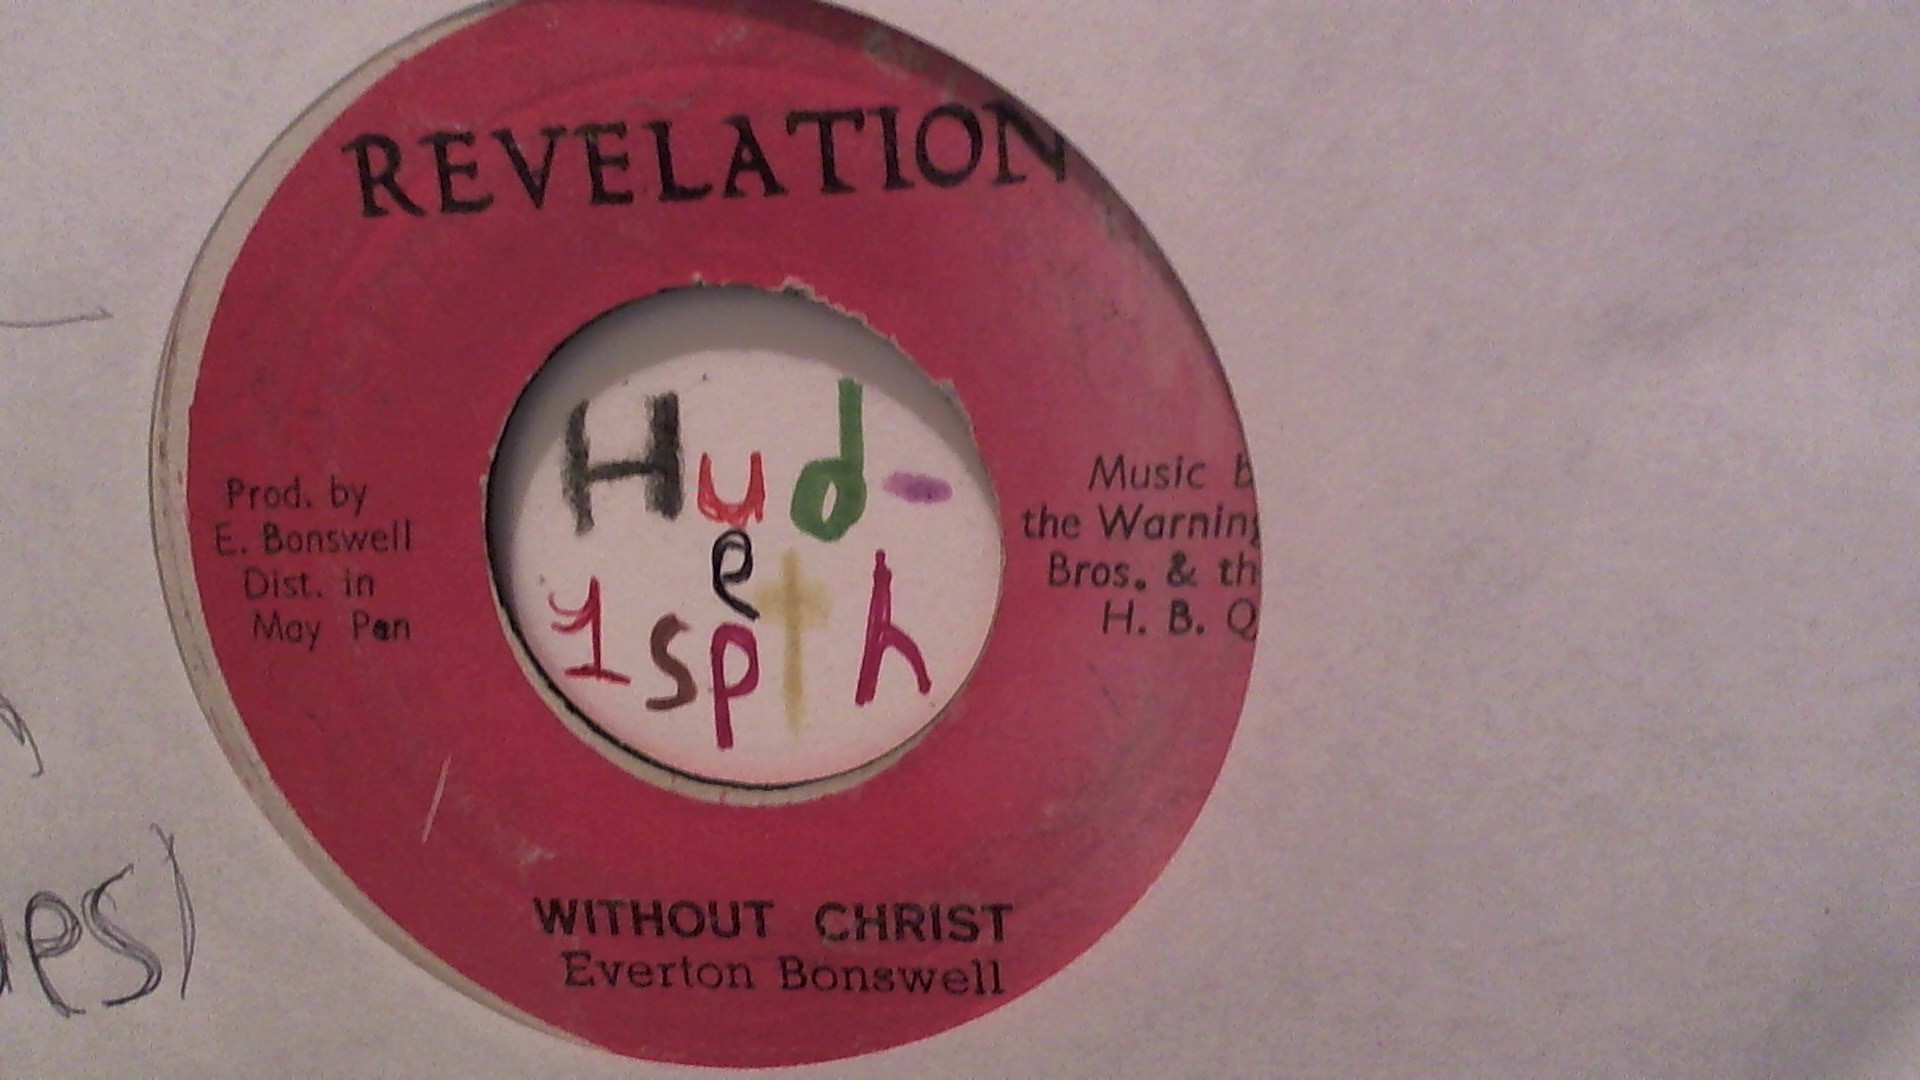 REVELATION
Prod. by
E. Bonswell
Dist. in
May Pen
Music b
the Warning
Bros. & th
H. B. Q
Hud-
e
1spth
WITHOUT CHRIST
Everton Bonswell
es)